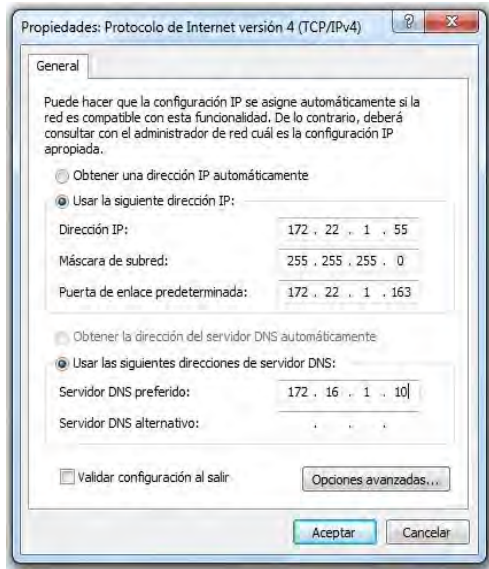 Propiedades: Protocolo de Internet versión 4 (TCP/IPv4)
General
Puede hacer que la configuración IP se asigne automáticamente si la
red es compatible con esta funcionalidad. De lo contrario, deberá
consultar con el administrador de red cuál es la configuración IP
apropiada.
Obtener una dirección IP automáticamente
Usar la siguiente dirección IP:
Dirección IP: 172 . 22 . 1 . 55
Máscara de subred: 255 . 255 . 255 . 0
Puerta de enlace predeterminada: 172 . 22 . 1 . 163
Obtener la dirección del servidor DNS automáticamente
Usar las siguientes direcciones de servidor DNS:
Servidor DNS preferido: 172 . 16 . 1 . 10
Servidor DNS alternativo: . . .
Validar configuración al salir
Opciones avanzadas...
Aceptar
Cancelar